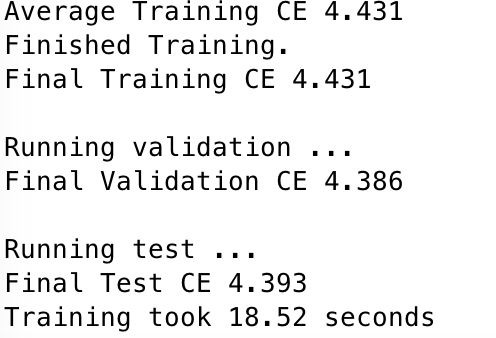 Average Training CE 4.431
Finished Training.
Final Training CE 4.431
Running validation ...
Final Validation CE 4.386
Running test ...
Final Test CE 4.393
Training took 18.52 seconds